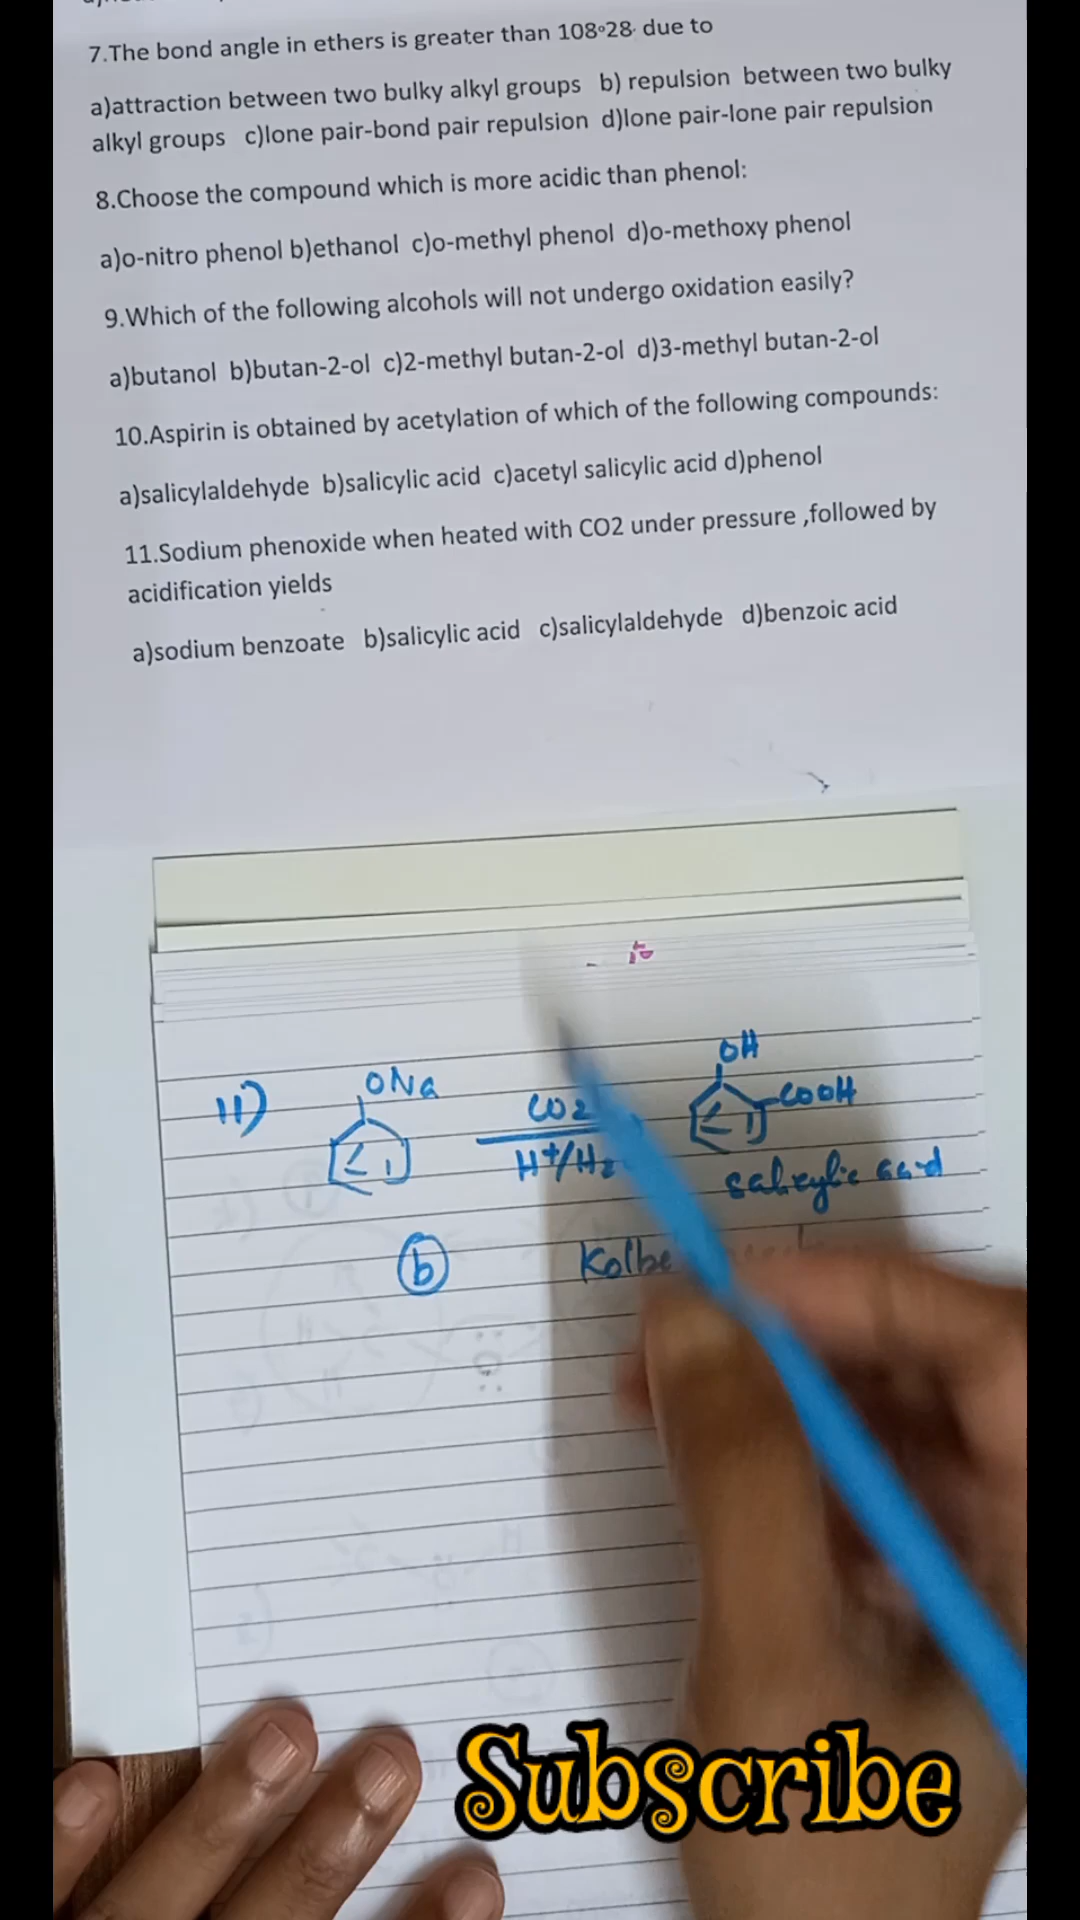 7.The bond angle in ethers is greater than 108º28' due to
a)attraction between two bulky alkyl groups b) repulsion between two bulky
alkyl groups c)lone pair-bond pair repulsion d)lone pair-lone pair repulsion
8.Choose the compound which is more acidic than phenol:
a)o-nitro phenol b)ethanol c)o-methyl phenol d)o-methoxy phenol
9.Which of the following alcohols will not undergo oxidation easily?
a)butanol b)butan-2-ol c)2-methyl butan-2-ol d)3-methyl butan-2-ol
10.Aspirin is obtained by acetylation of which of the following compounds:
a)salicylaldehyde b)salicylic acid c)acetyl salicylic acid d)phenol
11.Sodium phenoxide when heated with CO2 under pressure ,followed by
acidification yields
a)sodium benzoate b)salicylic acid c)salicylaldehyde d)benzoic acid
OH
11) ONa CO2 COOH
H+/H2
salicylic acid
b Kolbe
Subscribe